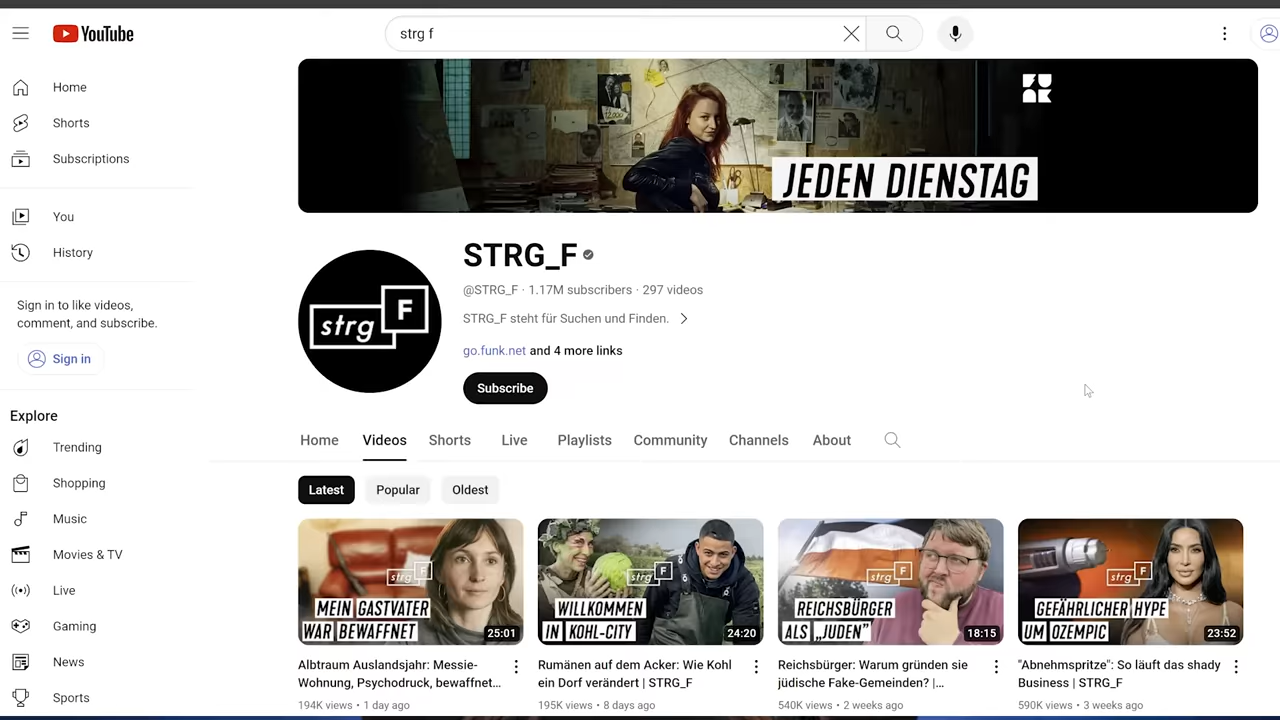 YouTube
strg f
Home
Shorts
Subscriptions
You
History
Sign in to like videos,
comment, and subscribe.
Sign in
Explore
Trending
Shopping
Music
Movies & TV
Live
Gaming
News
Sports
FUNK
JEDEN DIENSTAG
strg F
STRG_F
@STRG_F · 1.17M subscribers · 297 videos
STRG_F steht für Suchen und Finden.
go.funk.net and 4 more links
Subscribe
Home Videos Shorts Live Playlists Community Channels About
Latest Popular Oldest
strg F
MEIN GASTVATER
WAR BEWAFFNET
25:01
Albtraum Auslandsjahr: Messie-
Wohnung, Psychodruck, bewaffnet...
194K views • 1 day ago
strg F
WILLKOMMEN
IN KOHL-CITY
24:20
Rumänen auf dem Acker: Wie Kohl
ein Dorf verändert | STRG_F
195K views • 8 days ago
strg F
REICHSBÜRGER
ALS „JUDEN”
18:15
Reichsbürger: Warum gründen sie
jüdische Fake-Gemeinden? |...
540K views • 2 weeks ago
strg F
GEFÄHRLICHER HYPE
UM OZEMPIC
23:52
"Abnehmspritze": So läuft das shady
Business | STRG_F
590K views • 3 weeks ago